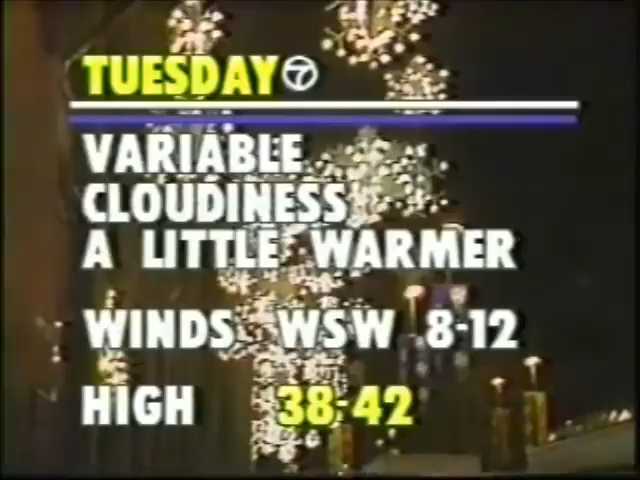 TUESDAY 7
VARIABLE
CLOUDINESS
A LITTLE WARMER
WINDS WSW 8-12
HIGH 38-42